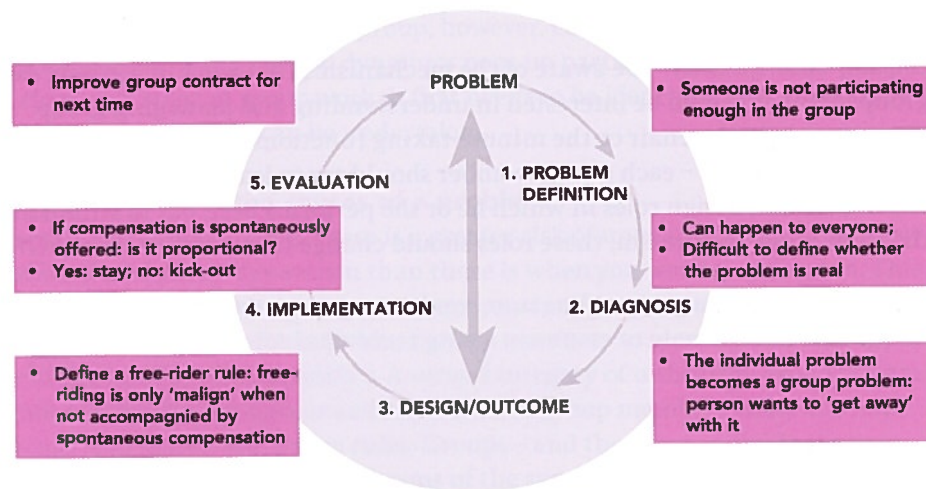 PROBLEM
• Someone is not participating
enough in the group
1. PROBLEM
DEFINITION
• Can happen to everyone;
• Difficult to define whether
the problem is real
2. DIAGNOSIS
• The individual problem
becomes a group problem:
person wants to 'get away'
with it
3. DESIGN/OUTCOME
• Define a free-rider rule: free-
riding is only 'malign' when
not accompagnied by
spontaneous compensation
4. IMPLEMENTATION
• If compensation is spontaneously
offered: is it proportional?
• Yes: stay; no: kick-out
5. EVALUATION
• Improve group contract for
next time